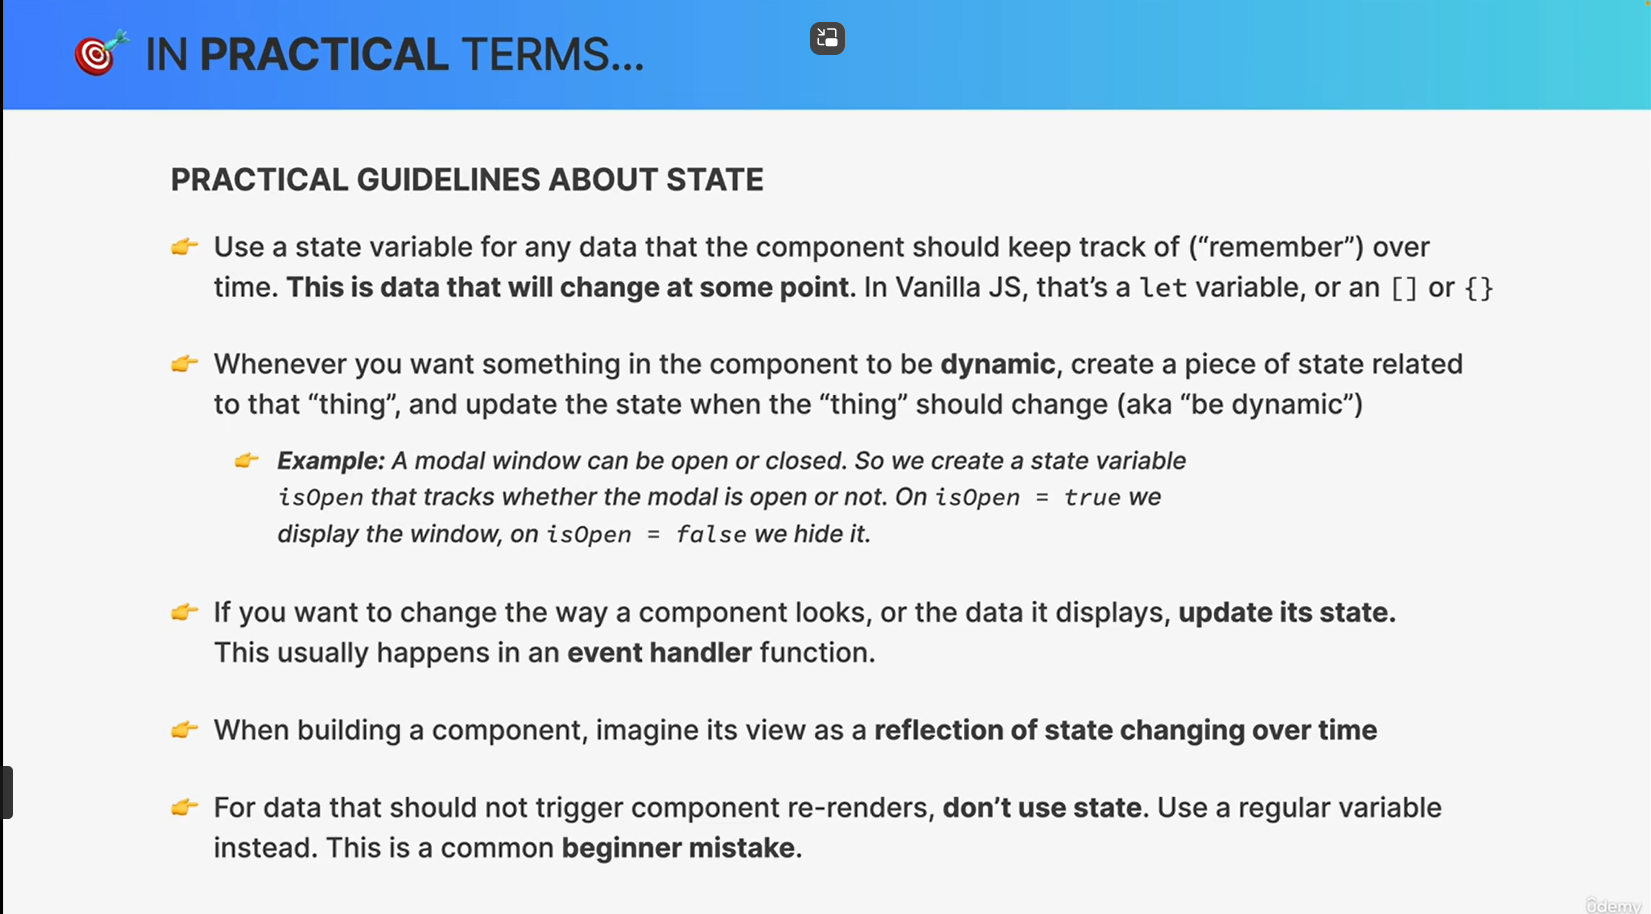 IN PRACTICAL TERMS...
PRACTICAL GUIDELINES ABOUT STATE
Use a state variable for any data that the component should keep track of (“remember”) over
time. This is data that will change at some point. In Vanilla JS, that’s a let variable, or an [] or {}
Whenever you want something in the component to be dynamic, create a piece of state related
to that “thing”, and update the state when the “thing” should change (aka “be dynamic”)
Example: A modal window can be open or closed. So we create a state variable
isOpen that tracks whether the modal is open or not. On isOpen = true we
display the window, on isOpen = false we hide it.
If you want to change the way a component looks, or the data it displays, update its state.
This usually happens in an event handler function.
When building a component, imagine its view as a reflection of state changing over time
For data that should not trigger component re-renders, don’t use state. Use a regular variable
instead. This is a common beginner mistake.
ûdemy